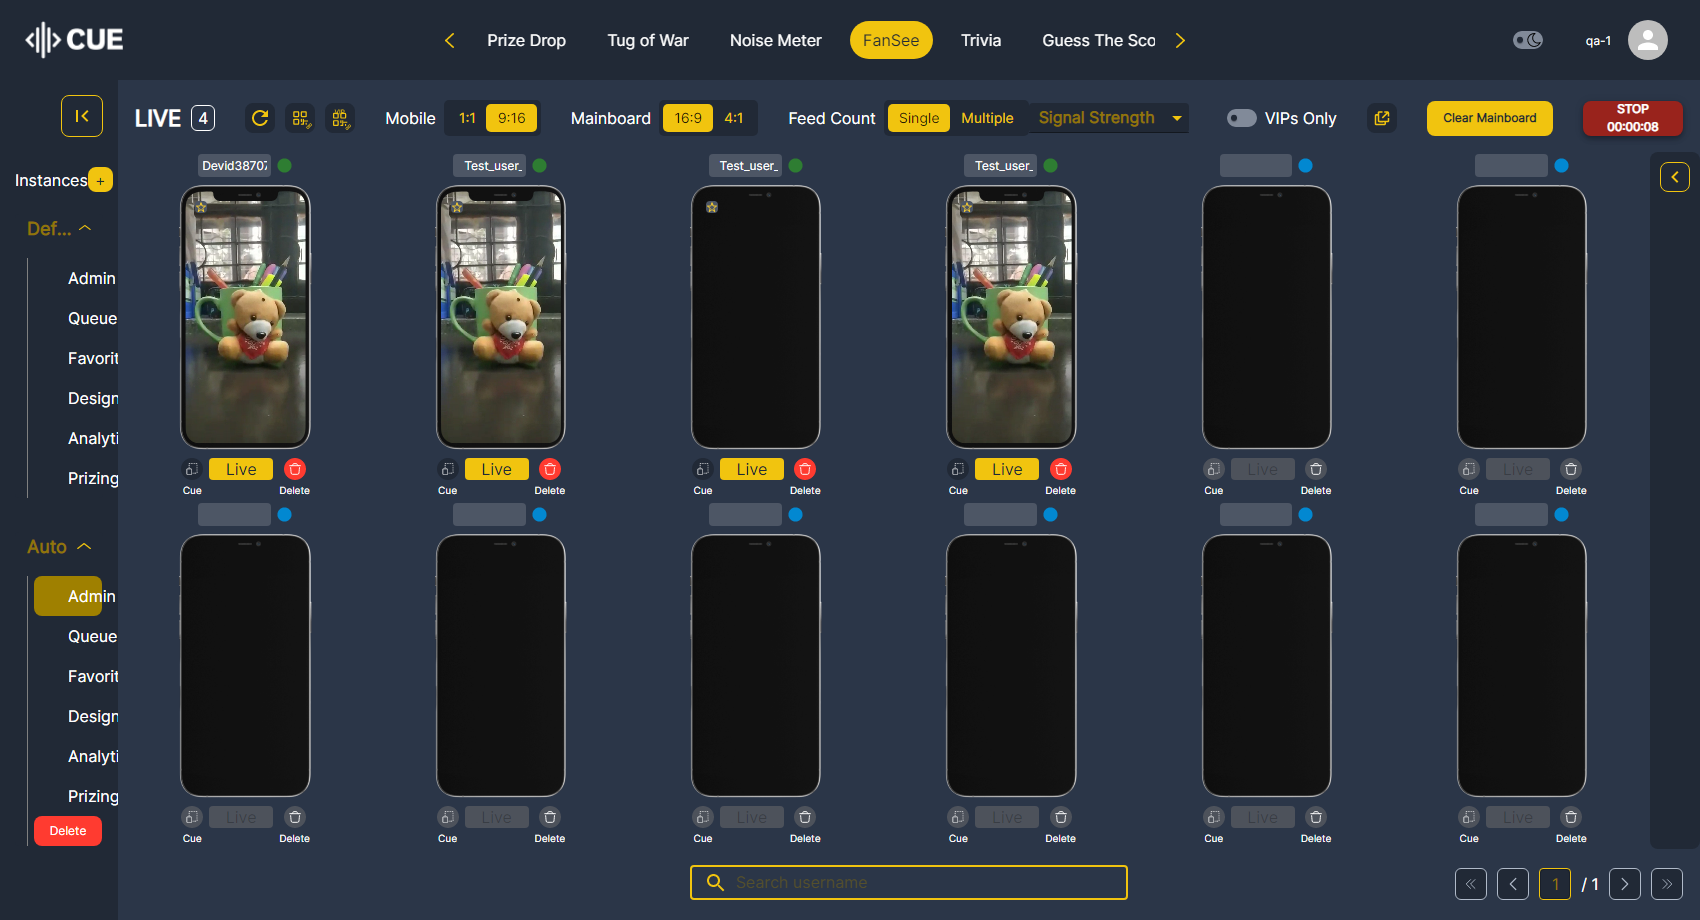 CUE
Prize Drop
Tug of War
Noise Meter
FanSee
Trivia
Guess The Sco
qa-1
LIVE 4
Mobile 1:1 9:16
Mainboard 16:9 4:1
Feed Count Single Multiple
Signal Strength
VIPs Only
Clear Mainboard
STOP
00:00:08
Instances +
Def...
Admin
Queue
Favorit
Design
Analyti
Prizing
Auto
Admin
Queue
Favorit
Design
Analyti
Prizing
Delete
Devid3870
Test_user_
Test_user_
Test_user_
Live Live Live Live Live Live
Cue Delete Cue Delete Cue Delete Cue Delete Cue Delete Cue Delete
Live Live Live Live Live Live
Cue Delete Cue Delete Cue Delete Cue Delete Cue Delete Cue Delete
Search username
1 / 1